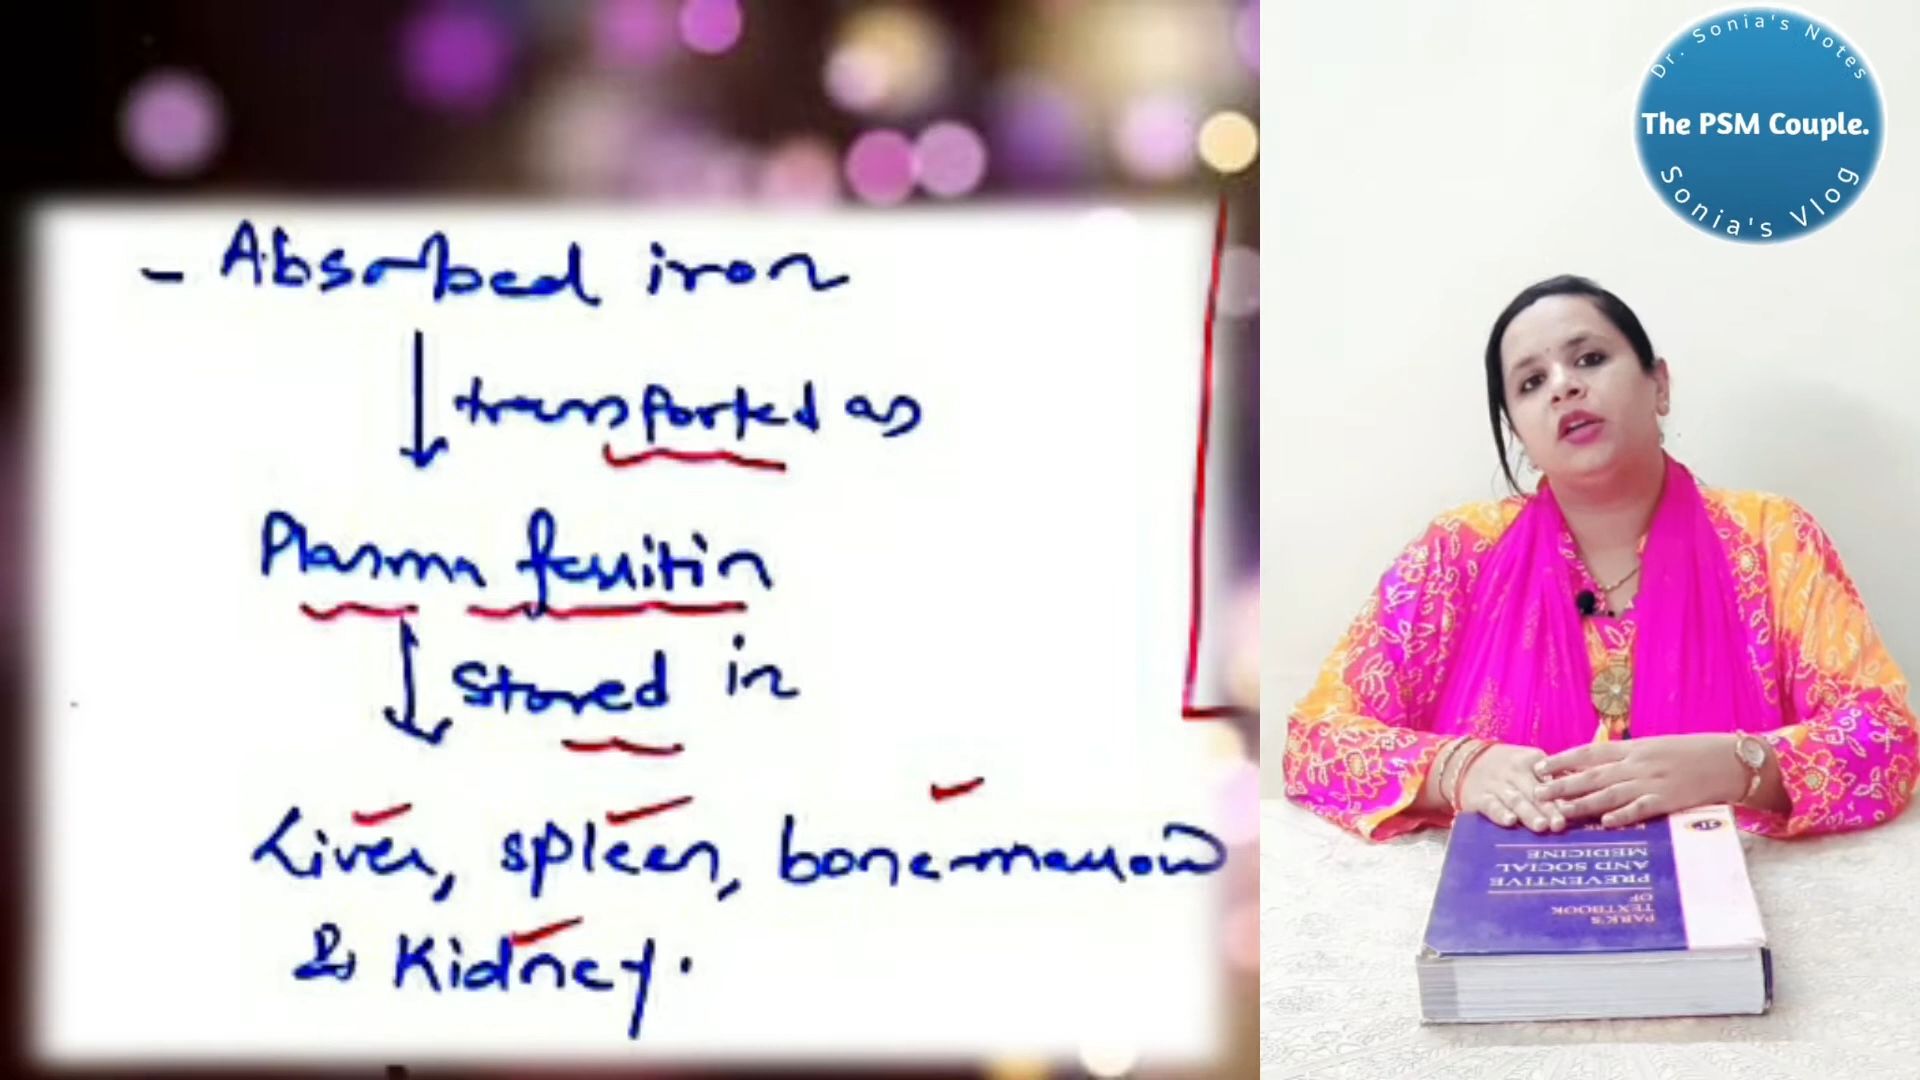 - Absorbed iron
transported as
Plasma ferritin
stored in
Liver, spleen, bone-marrow
& Kidney.
Dr. Sonia's Notes
The PSM Couple.
Sonia's Vlog
PARK'S
TEXTBOOK
OF
PREVENTIVE
AND SOCIAL
MEDICINE